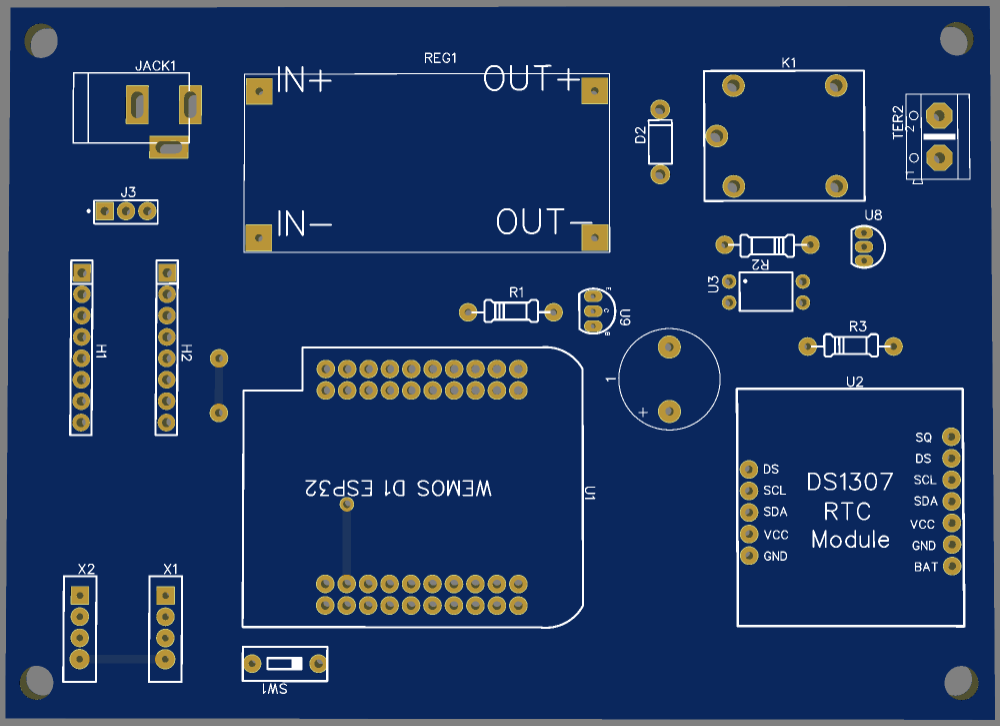 JACK1
REG1
K1
IN+
OUT+
D2
TER2
2
1
J3
IN-
OUT-
U8
R2
U3
R1
E
C
B
U9
R3
H1
H2
1
+
U2
WEMOS D1 ESP32
U1
DS
SCL
SDA
VCC
GND
DS1307
RTC
Module
SQ
DS
SCL
SDA
VCC
GND
BAT
X2
X1
SW1